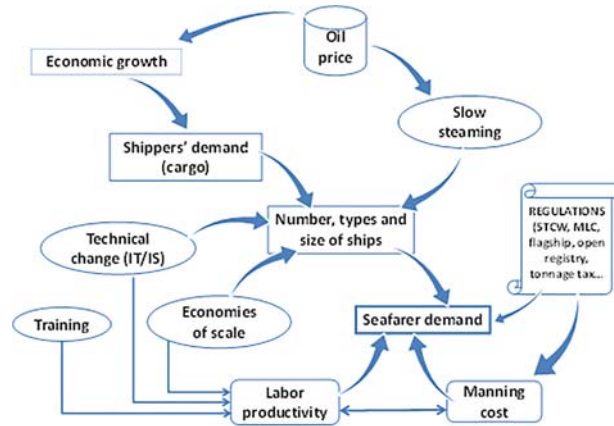 Oil
price
Economic growth
Slow
steaming
Shippers' demand
(cargo)
REGULATIONS
(STCW, MLC,
flagship, open
registry,
tonnage tax...
Number, types and
size of ships
Technical
change (IT/IS)
Training
Economies
of scale
Seafarer demand
Labor
productivity
Manning
cost